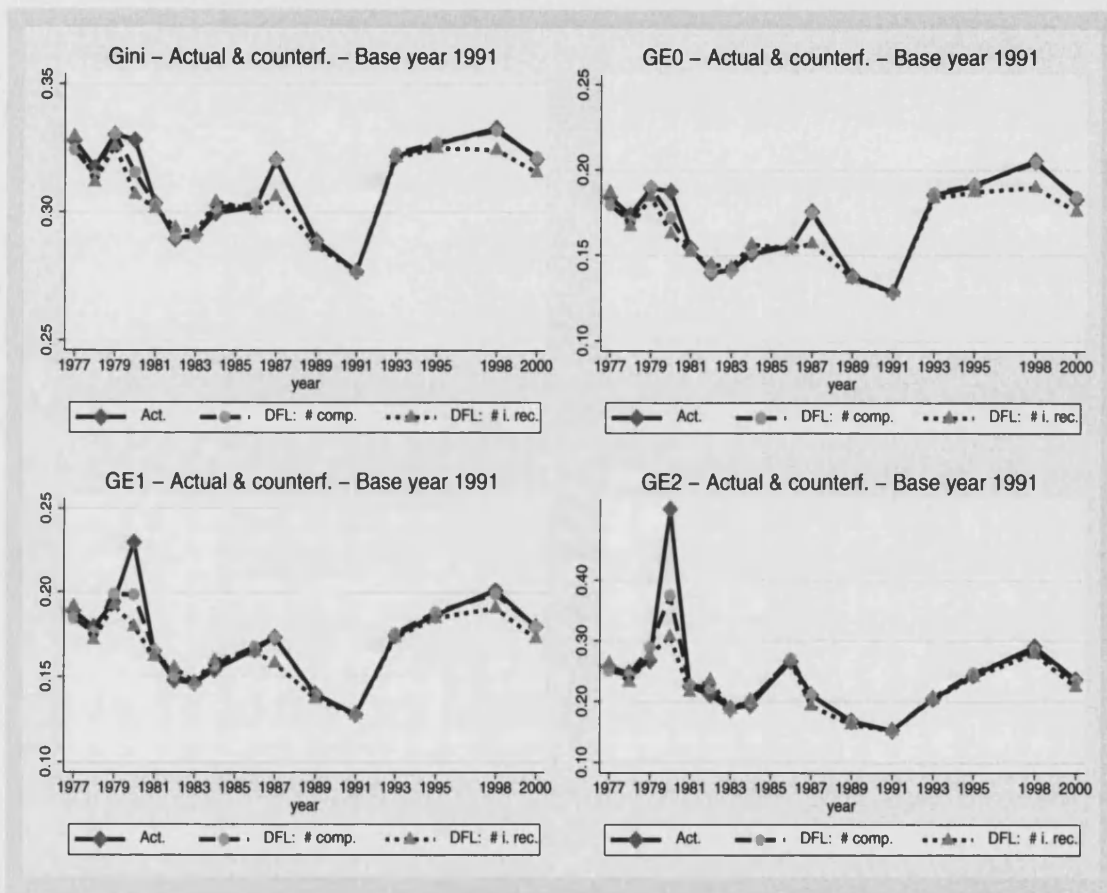 Gini – Actual & counterf. – Base year 1991
0.35
0.30
0.25
1977 1979 1981 1983 1985 1987 1989 1991 1993 1995 1998 2000
year
Act. DFL: # comp. DFL: # i. rec.
GE0 – Actual & counterf. – Base year 1991
0.25
0.20
0.15
0.10
1977 1979 1981 1983 1985 1987 1989 1991 1993 1995 1998 2000
year
Act. DFL: # comp. DFL: # i. rec.
GE1 – Actual & counterf. – Base year 1991
0.25
0.20
0.15
0.10
1977 1979 1981 1983 1985 1987 1989 1991 1993 1995 1998 2000
year
Act. DFL: # comp. DFL: # i. rec.
GE2 – Actual & counterf. – Base year 1991
0.40
0.30
0.20
0.10
1977 1979 1981 1983 1985 1987 1989 1991 1993 1995 1998 2000
year
Act. DFL: # comp. DFL: # i. rec.